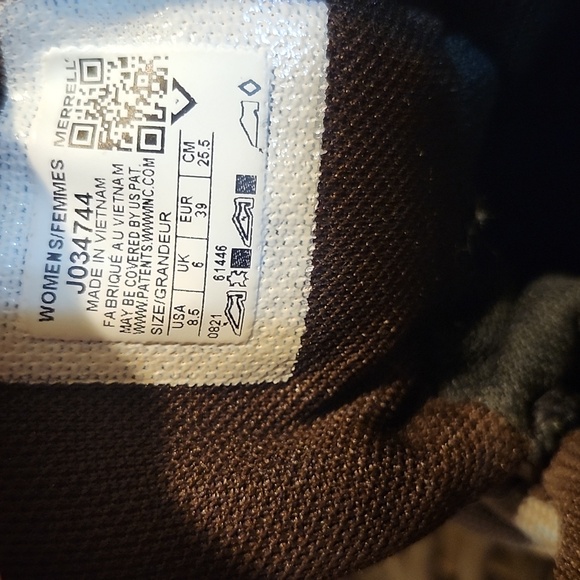 MERRELL
WOMENS/FEMMES
J034744
MADE IN VIETNAM
FABRIQUÉ AU VIETNAM
MAY BE COVERED BY US PAT.
WWW.PATENTS.WWWINC.COM
SIZE/GRANDEUR
USA UK EUR CM
8.5 6 39 25.5
0821 61446